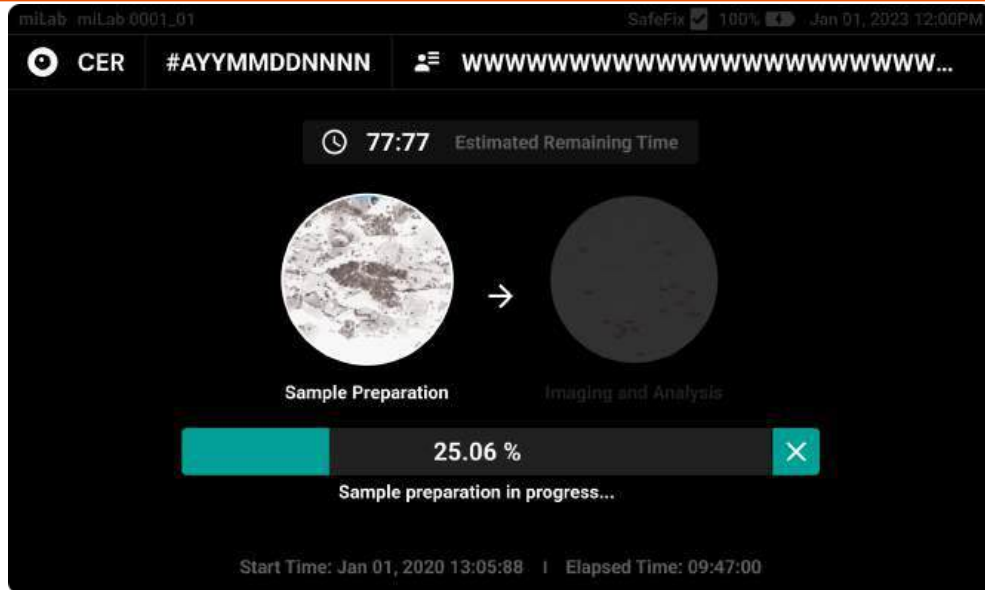 miLab miLab 0001_01 SafeFix 100% Jan 01, 2023 12:00PM
CER #AYYMMDDNNNN WWWWWWWWWWWWWWWWWWWWWW...
77:77 Estimated Remaining Time
Sample Preparation Imaging and Analysis
25.06 %
Sample preparation in progress...
Start Time: Jan 01, 2020 13:05:88 | Elapsed Time: 09:47:00